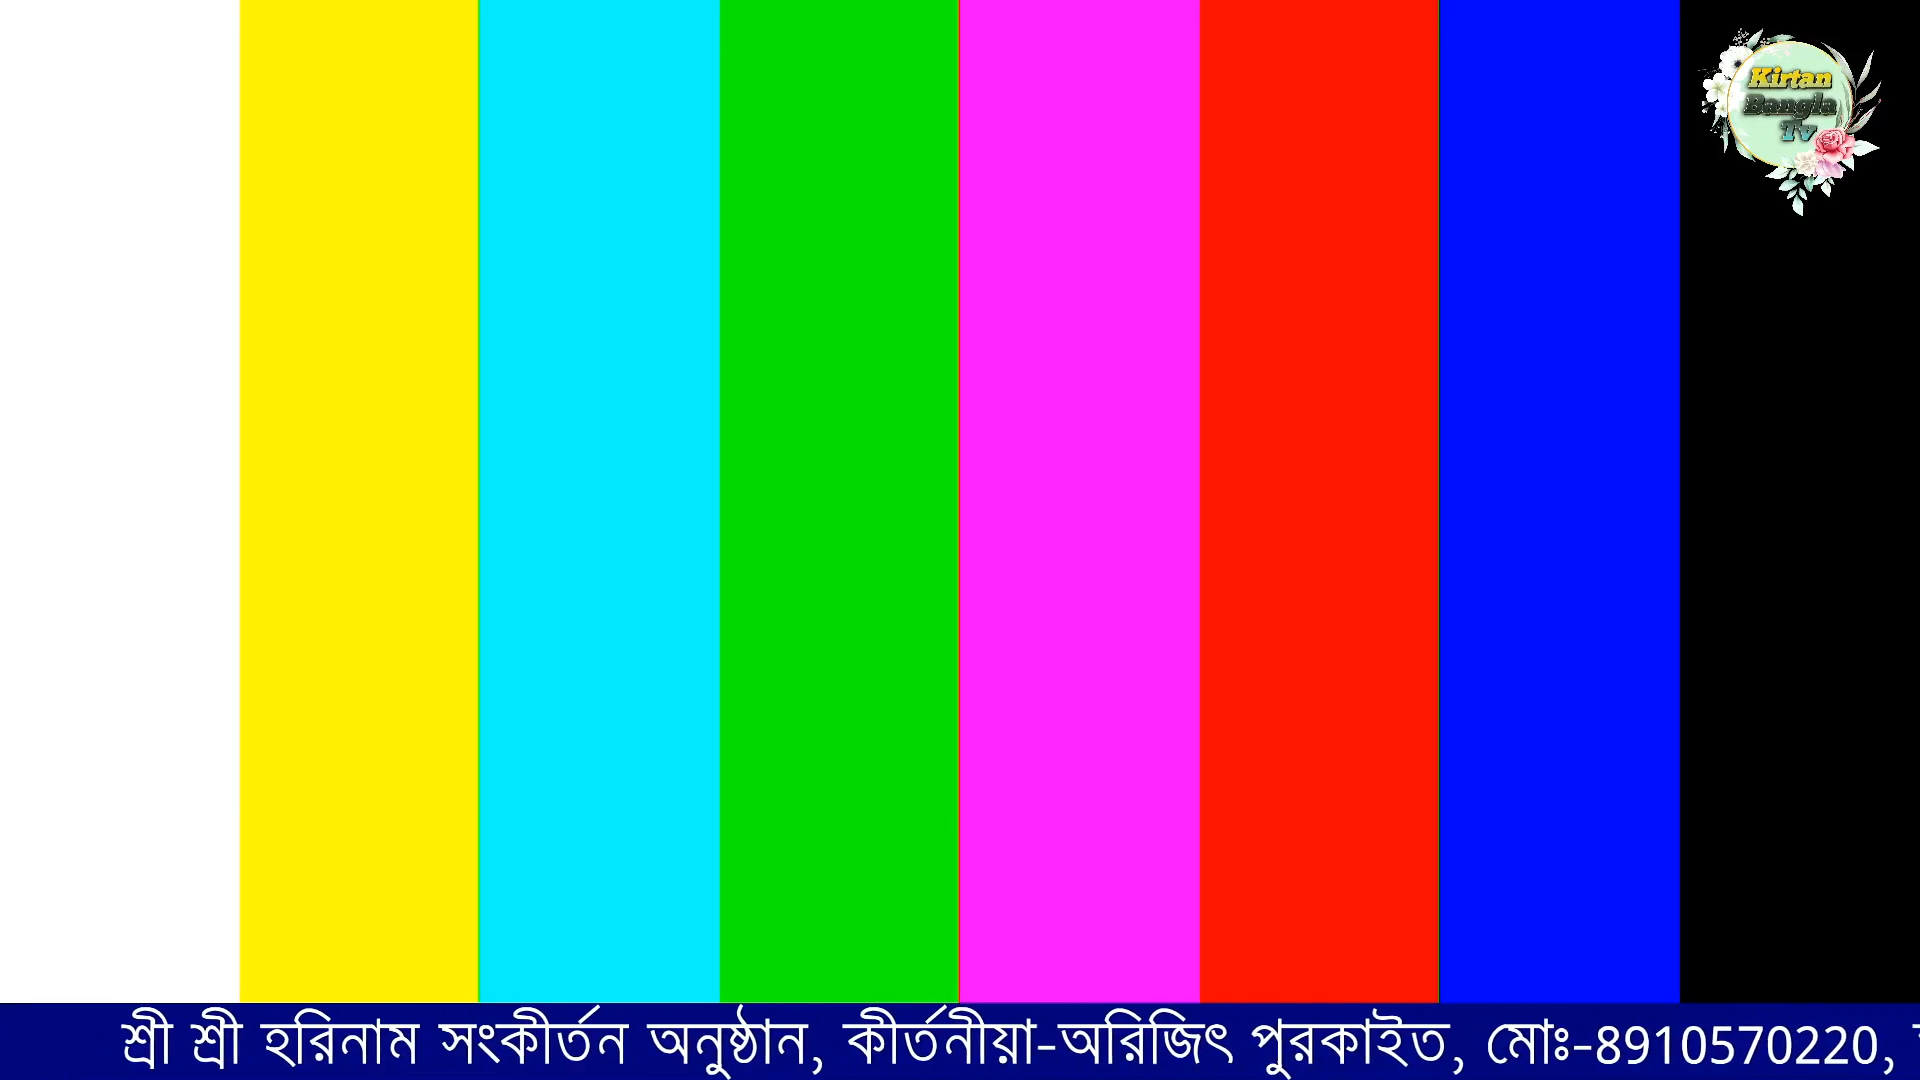 Kirtan
Bangla
Tv
শ্রী শ্রী হরিনাম সংকীর্তন অনুষ্ঠান, কীর্তনীয়া-অরিজিৎ পুরকাইত, মোঃ-8910570220,